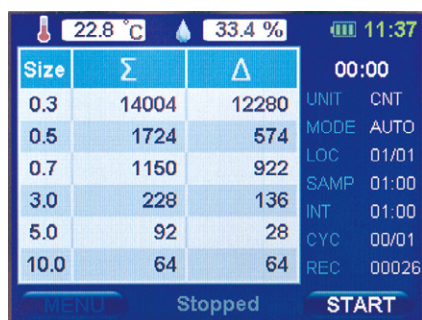 22.8 °C 33.4 % 11:37
Size Σ Δ 00:00
0.3 14004 12280 UNIT CNT
0.5 1724 574 MODE AUTO
0.7 1150 922 LOC 01/01
3.0 228 136 SAMP 01:00
5.0 92 28 INT 01:00
10.0 64 64 CYC 00/01
REC 00026
MENU Stopped START